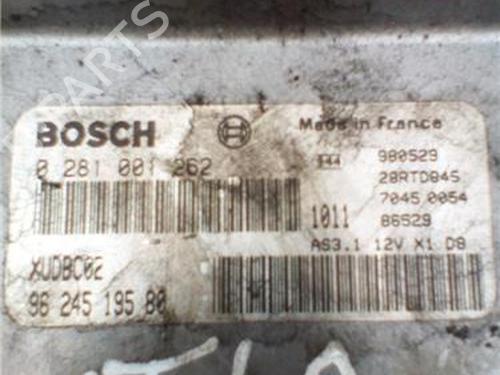 BOSCH
Made in France
0 281 001 262
980529
28RTD845
7045.0054
1011 86529
AS3.1 12V X1 D8
XUDBC02
96 245 195 80